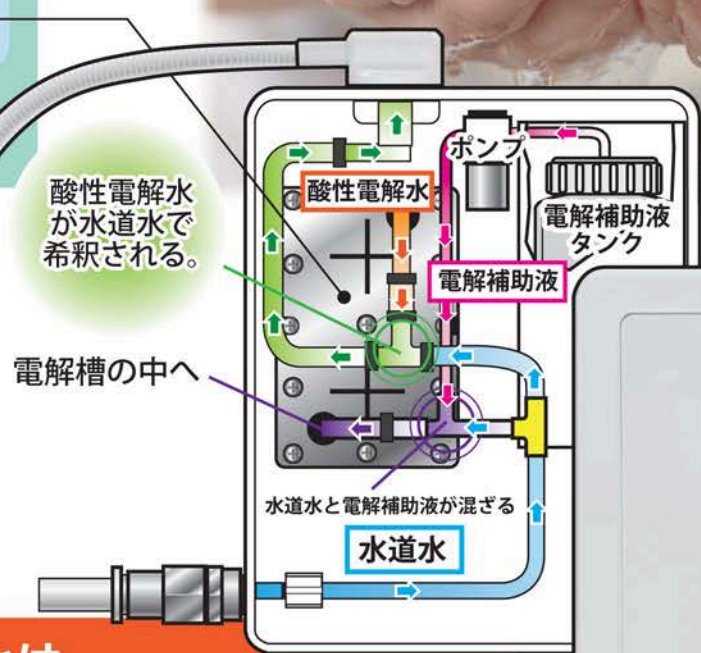 酸性電解水
が水道水で
希釈される。
酸性電解水
ポンプ
電解補助液
タンク
電解補助液
電解槽の中へ
水道水と電解補助液が混ざる
水道水